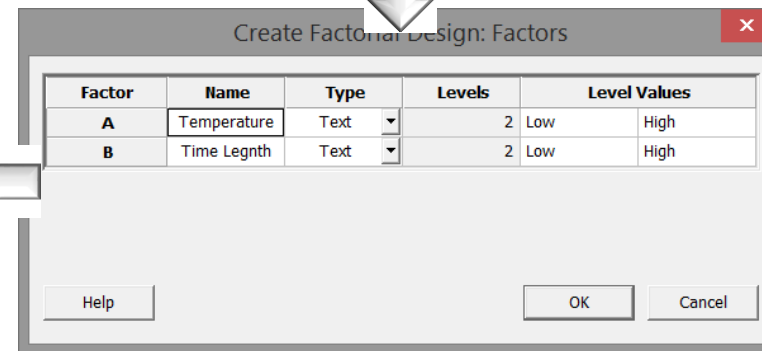 Create Factorial Design: Factors
Factor Name Type Levels Level Values
A Temperature Text 2 Low High
B Time Legnth Text 2 Low High
Help OK Cancel